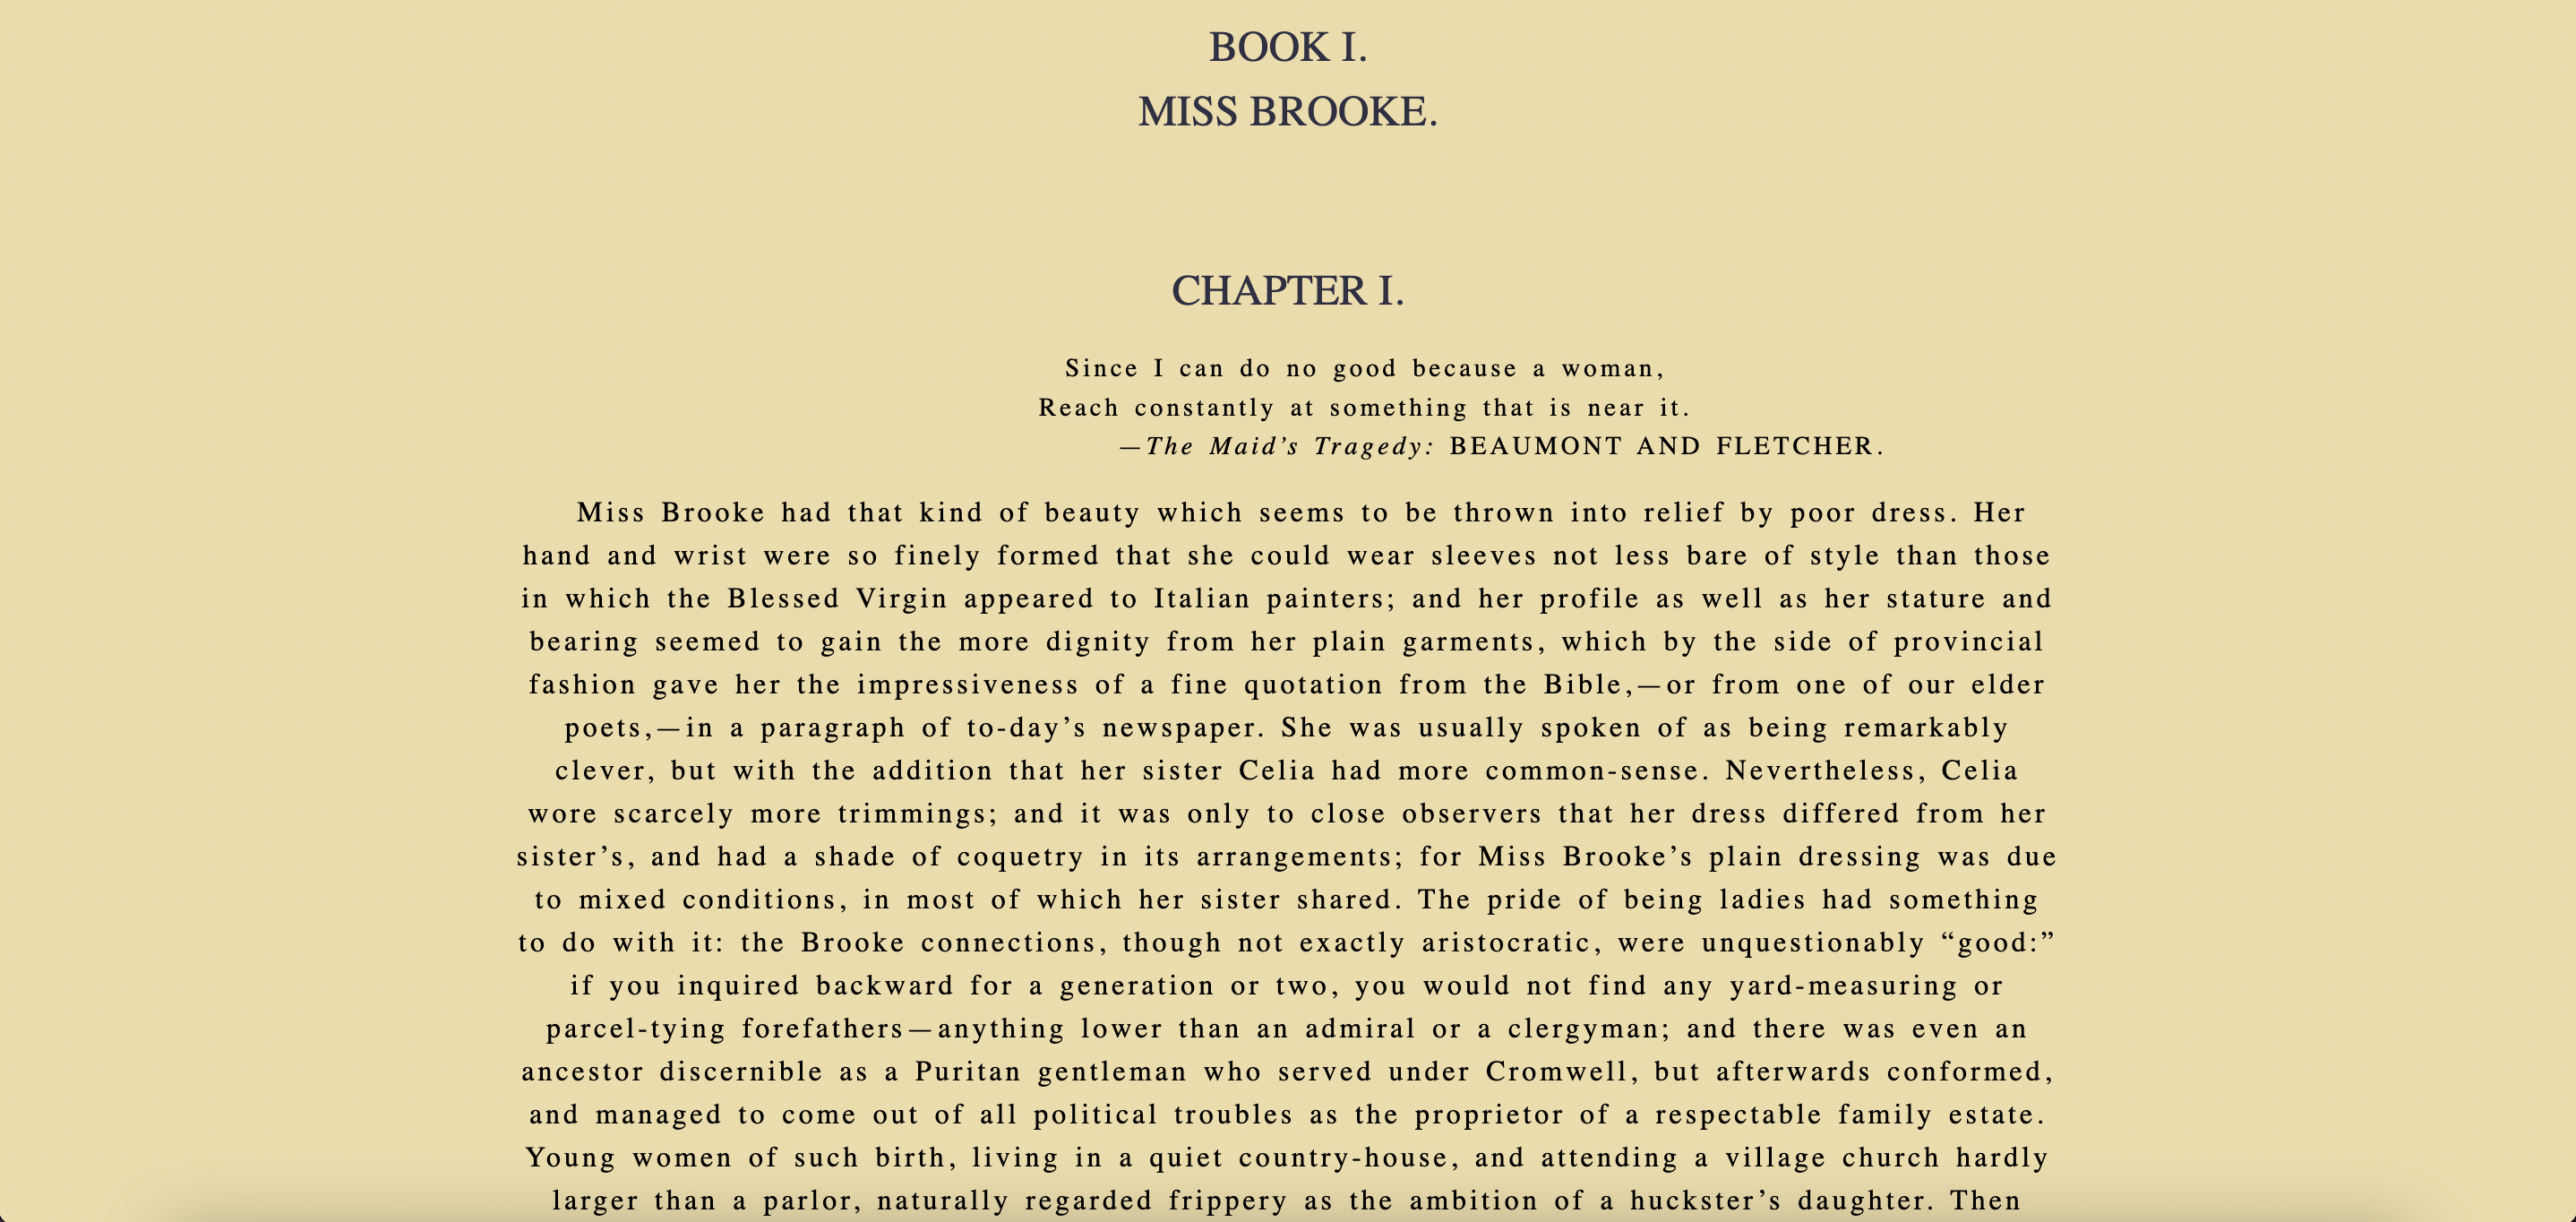 BOOK I.
MISS BROOKE.
CHAPTER I.
Since I can do no good because a woman,
Reach constantly at something that is near it.
—The Maid’s Tragedy: BEAUMONT AND FLETCHER.
Miss Brooke had that kind of beauty which seems to be thrown into relief by poor dress. Her
hand and wrist were so finely formed that she could wear sleeves not less bare of style than those
in which the Blessed Virgin appeared to Italian painters; and her profile as well as her stature and
bearing seemed to gain the more dignity from her plain garments, which by the side of provincial
fashion gave her the impressiveness of a fine quotation from the Bible,—or from one of our elder
poets,—in a paragraph of to-day’s newspaper. She was usually spoken of as being remarkably
clever, but with the addition that her sister Celia had more common-sense. Nevertheless, Celia
wore scarcely more trimmings; and it was only to close observers that her dress differed from her
sister’s, and had a shade of coquetry in its arrangements; for Miss Brooke’s plain dressing was due
to mixed conditions, in most of which her sister shared. The pride of being ladies had something
to do with it: the Brooke connections, though not exactly aristocratic, were unquestionably “good:”
if you inquired backward for a generation or two, you would not find any yard-measuring or
parcel-tying forefathers—anything lower than an admiral or a clergyman; and there was even an
ancestor discernible as a Puritan gentleman who served under Cromwell, but afterwards conformed,
and managed to come out of all political troubles as the proprietor of a respectable family estate.
Young women of such birth, living in a quiet country-house, and attending a village church hardly
larger than a parlor, naturally regarded frippery as the ambition of a huckster’s daughter. Then